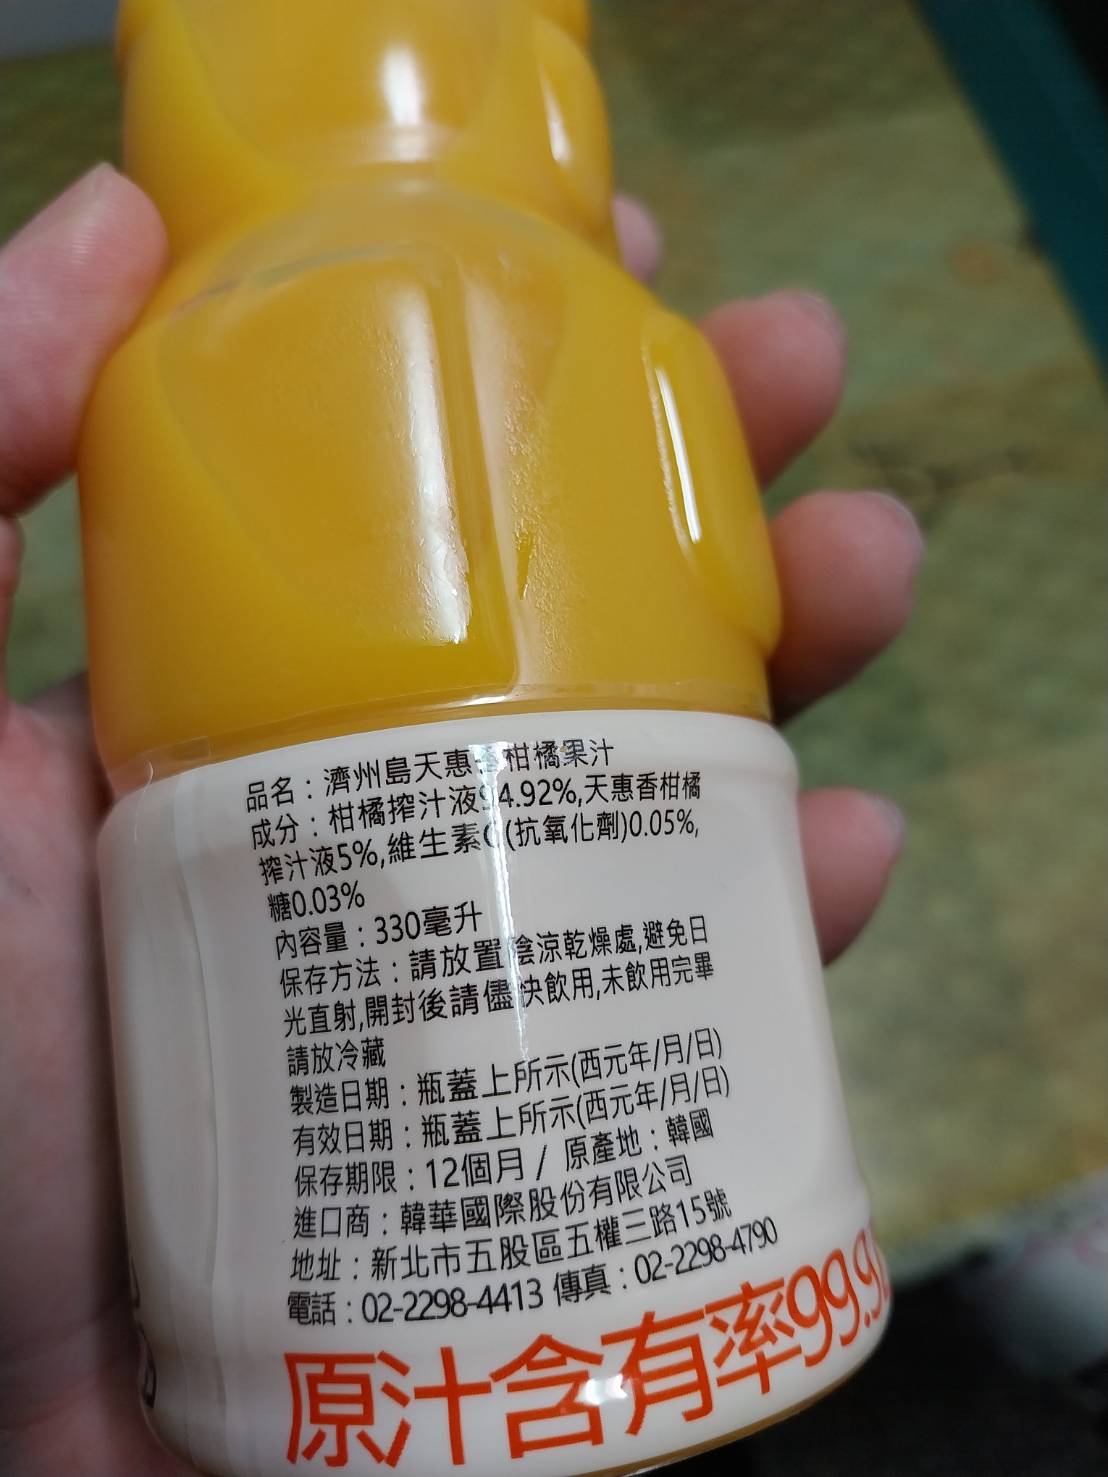 品名：濟州島天惠香柑橘果汁
成分：柑橘搾汁液94.92%,天惠香柑橘
搾汁液5%,維生素C(抗氧化劑)0.05%,
糖0.03%
內容量：330毫升
保存方法：請放置陰涼乾燥處,避免日
光直射,開封後請儘快飲用,未飲用完畢
請放冷藏
製造日期：瓶蓋上所示(西元年/月/日)
有效日期：瓶蓋上所示(西元年/月/日)
保存期限：12個月 / 原產地：韓國
進口商：韓華國際股份有限公司
地址：新北市五股區五權三路15號
電話：02-2298-4413 傳真：02-2298-4790
原汁含有率99.9